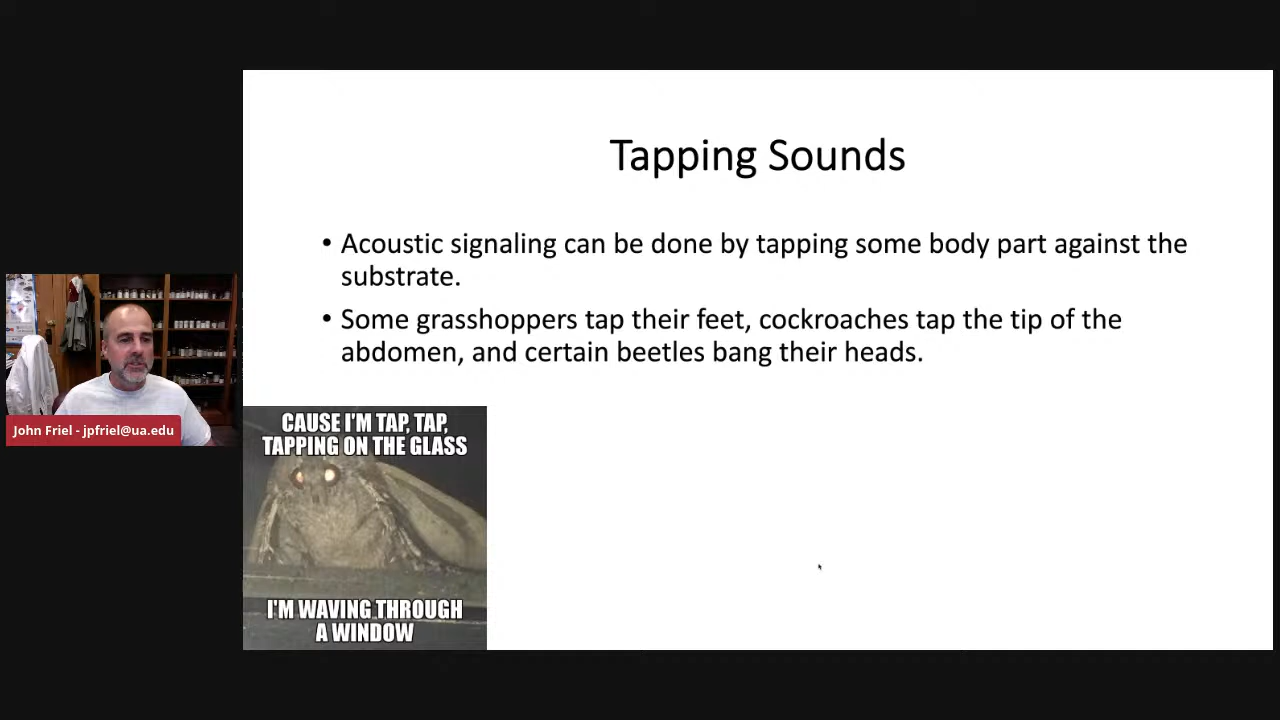 Tapping Sounds
• Acoustic signaling can be done by tapping some body part against the
substrate.
• Some grasshoppers tap their feet, cockroaches tap the tip of the
abdomen, and certain beetles bang their heads.
John Friel - jpfriel@ua.edu
CAUSE I'M TAP, TAP,
TAPPING ON THE GLASS
I'M WAVING THROUGH
A WINDOW